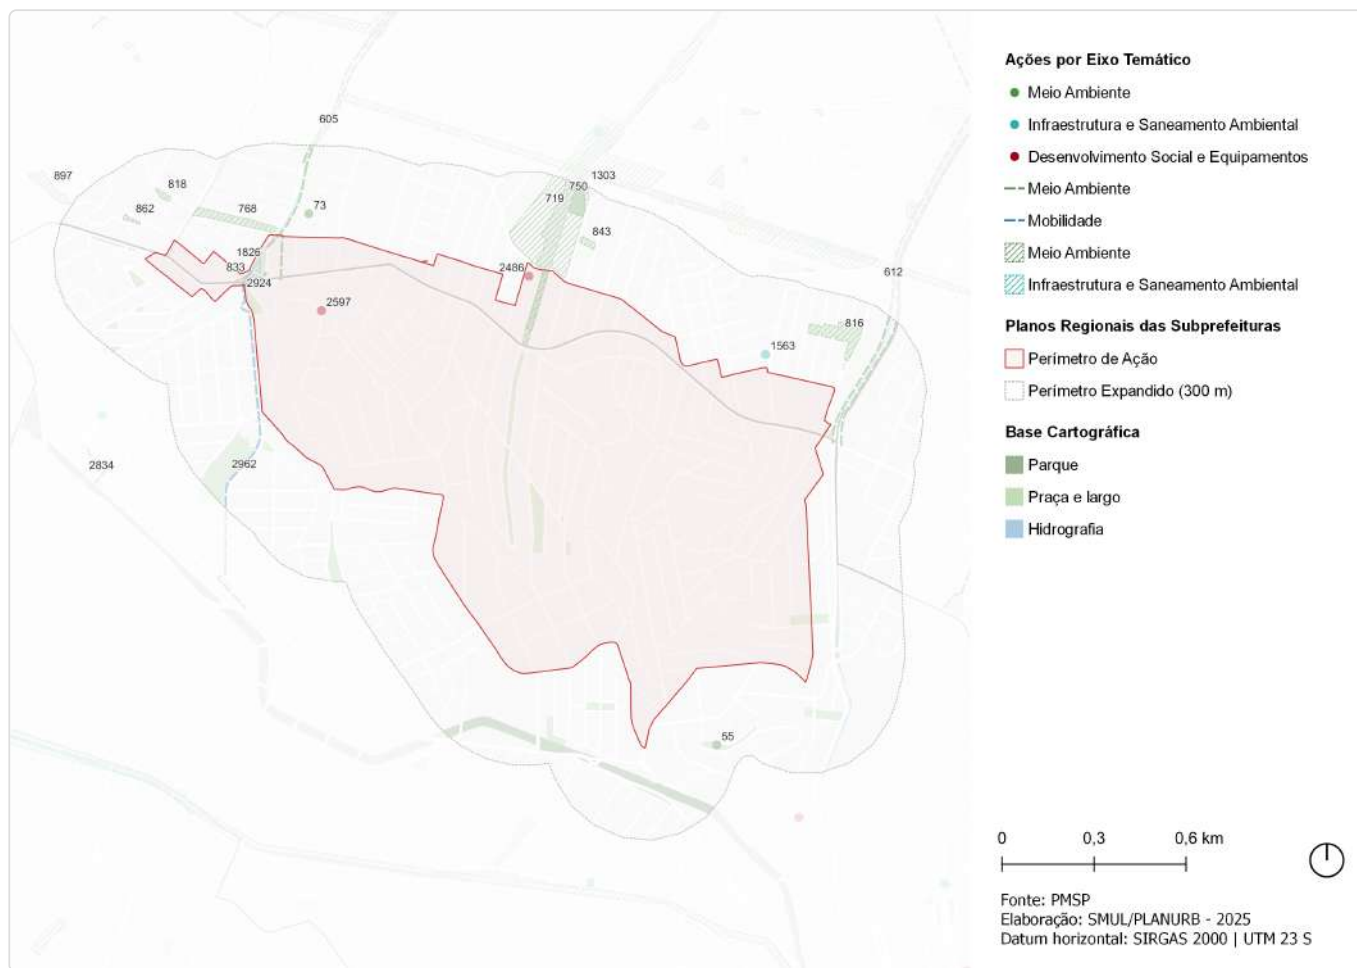 605
897
818
862
768
73
1826
833
2924
2597
1303
750
719
843
2486
612
816
1563
2834
2962
55
Ações por Eixo Temático
Meio Ambiente
Infraestrutura e Saneamento Ambiental
Desenvolvimento Social e Equipamentos
Meio Ambiente
Mobilidade
Meio Ambiente
Infraestrutura e Saneamento Ambiental
Planos Regionais das Subprefeituras
Perímetro de Ação
Perímetro Expandido (300 m)
Base Cartográfica
Parque
Praça e largo
Hidrografia
0 0,3 0,6 km
Fonte: PMSP
Elaboração: SMUL/PLANURB - 2025
Datum horizontal: SIRGAS 2000 | UTM 23 S